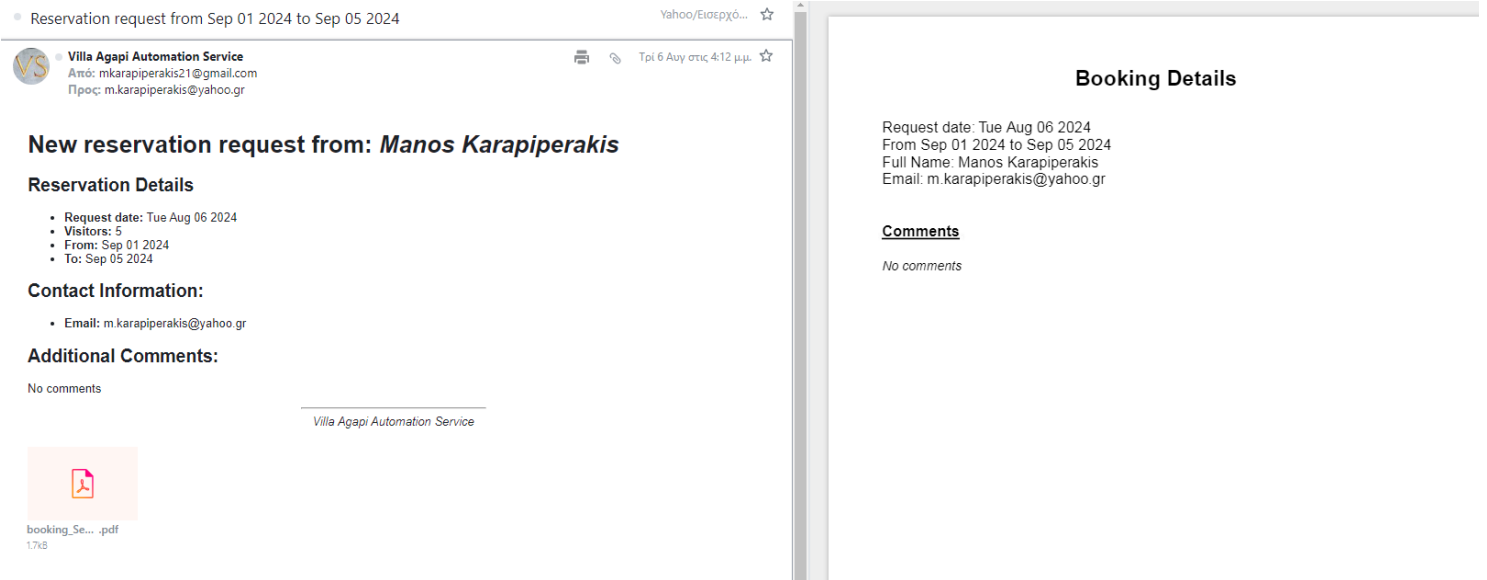 Reservation request from Sep 01 2024 to Sep 05 2024
Yahoo/Εισερχό...
VS
Villa Agapi Automation Service
Από: mkarapiperakis21@gmail.com
Προς: m.karapiperakis@yahoo.gr
Τρί 6 Αυγ στις 4:12 μ.μ.
New reservation request from: Manos Karapiperakis
Reservation Details
• Request date: Tue Aug 06 2024
• Visitors: 5
• From: Sep 01 2024
• To: Sep 05 2024
Contact Information:
• Email: m.karapiperakis@yahoo.gr
Additional Comments:
No comments
Villa Agapi Automation Service
booking_Se... .pdf
1.7kB
Booking Details
Request date: Tue Aug 06 2024
From Sep 01 2024 to Sep 05 2024
Full Name: Manos Karapiperakis
Email: m.karapiperakis@yahoo.gr
Comments
No comments